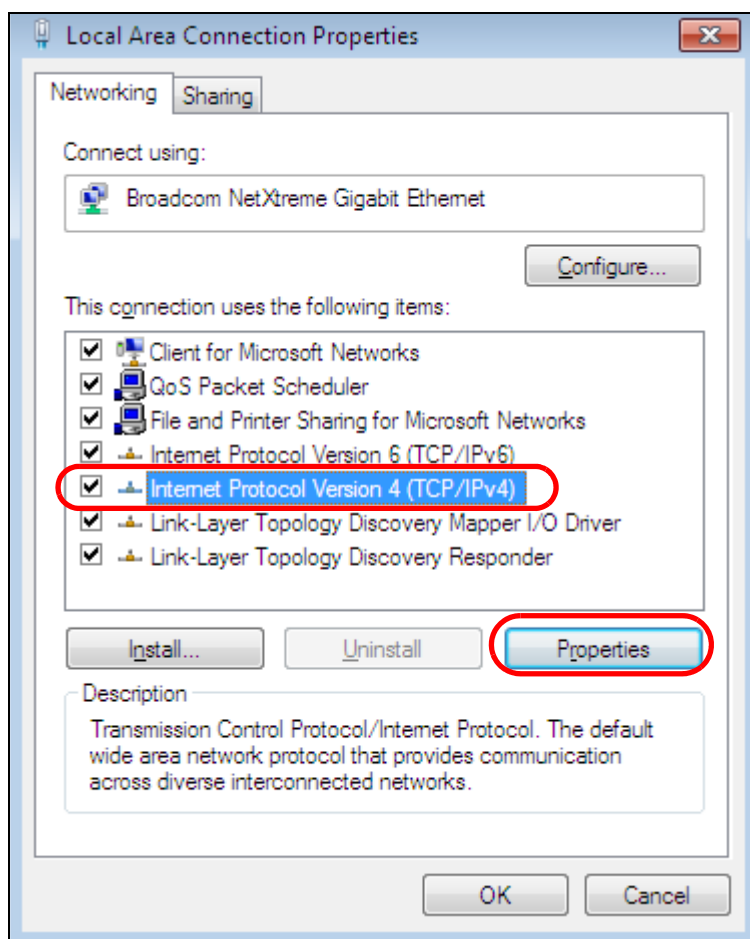 Local Area Connection Properties
Networking
Sharing
Connect using:
Broadcom NetXtreme Gigabit Ethernet
Configure...
This connection uses the following items:
Client for Microsoft Networks
QoS Packet Scheduler
File and Printer Sharing for Microsoft Networks
Internet Protocol Version 6 (TCP/IPv6)
Internet Protocol Version 4 (TCP/IPv4)
Link-Layer Topology Discovery Mapper I/O Driver
Link-Layer Topology Discovery Responder
Install...
Uninstall
Properties
Description
Transmission Control Protocol/Internet Protocol. The default
wide area network protocol that provides communication
across diverse interconnected networks.
OK
Cancel